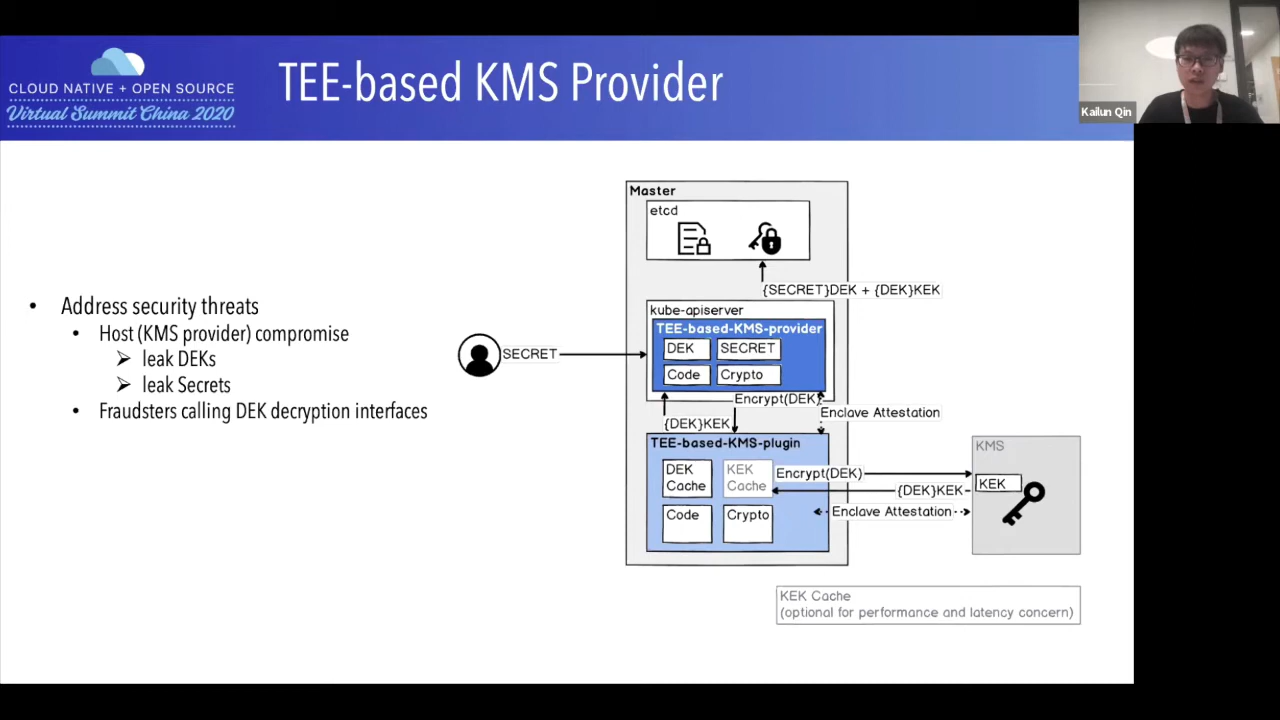 CLOUD NATIVE + OPEN SOURCE
Virtual Summit China 2020
TEE-based KMS Provider
Kailun Qin
• Address security threats
• Host (KMS provider) compromise
➢ leak DEKs
➢ leak Secrets
• Fraudsters calling DEK decryption interfaces
SECRET
Master
etcd
{SECRET}DEK + {DEK}KEK
kube-apiserver
TEE-based-KMS-provider
DEK
SECRET
Code
Crypto
Encrypt(DEK)
Enclave Attestation
{DEK}KEK
TEE-based-KMS-plugin
DEK
Cache
KEK
Cache
Code
Crypto
Encrypt(DEK)
{DEK}KEK
Enclave Attestation
KMS
KEK
KEK Cache
(optional for performance and latency concern)